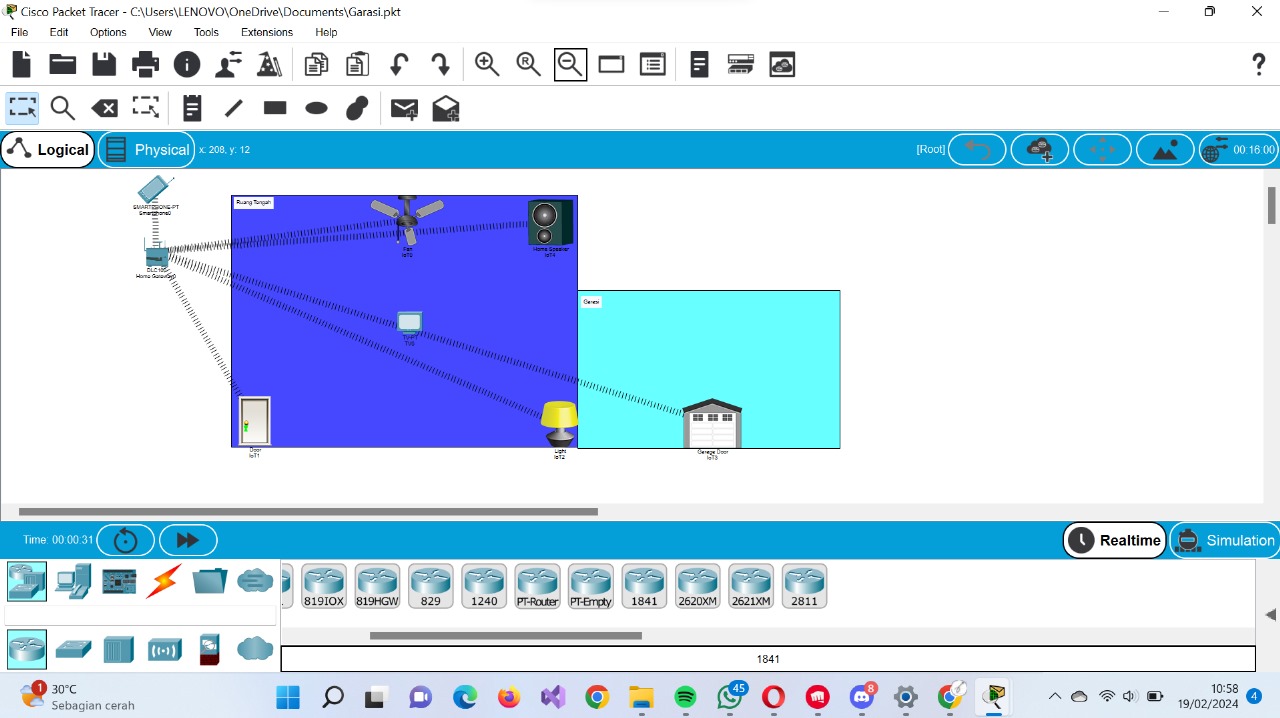 Cisco Packet Tracer - C:\Users\LENOVO\OneDrive\Documents\Garasi.pkt
File Edit Options View Tools Extensions Help
Logical Physical x: 208, y: 12 [Root] 00:16:00
SMARTPHONE-PT
Smartphone0
Ruang Tengah
Fan
IoT0
Home Speaker
IoT4
Home Gateway0
Garasi
TV-PT
TV0
Door
IoT1
Light
IoT2
Garage Door
IoT3
Time: 00:00:31 Realtime Simulation
819IOX 819HGW 829 1240 PT-Router PT-Empty 1841 2620XM 2621XM 2811
1841
1 30°C
Sebagian cerah
45 8
10:58
19/02/2024 4